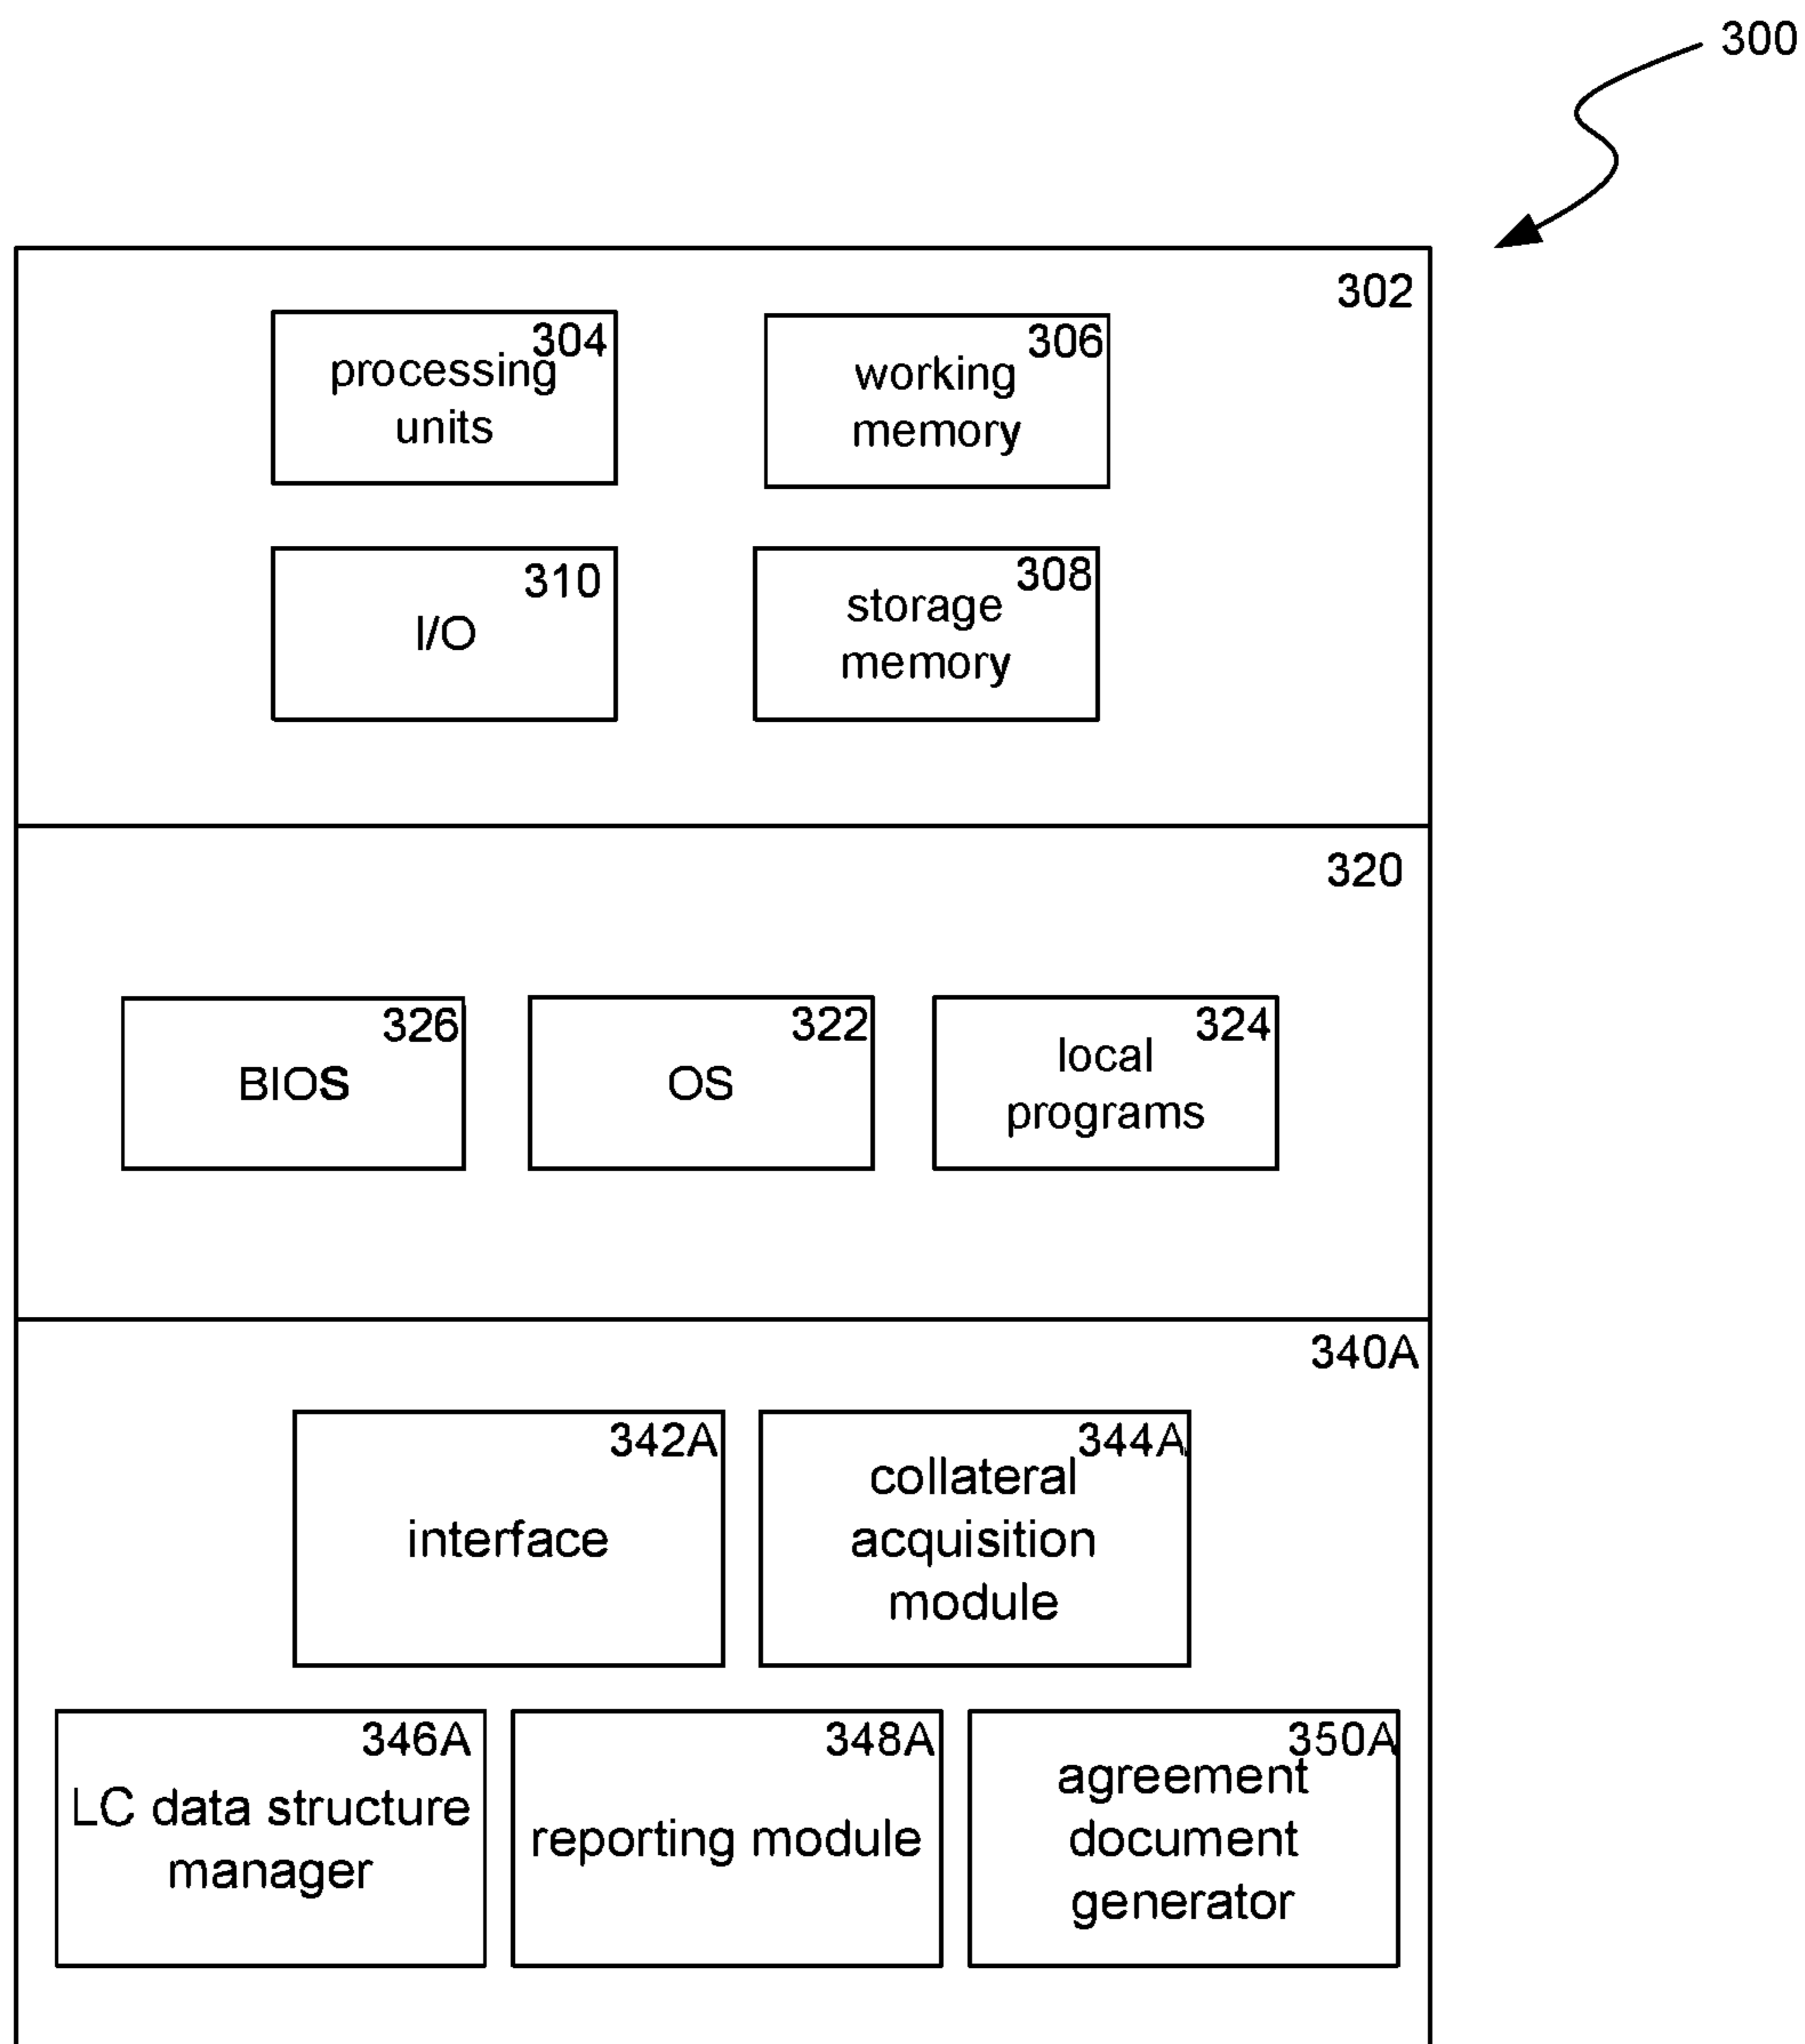 300
302
304
processing
units
306
working
memory
310
I/O
308
storage
memory
320
326
BIOS
322
OS
324
local
programs
340A
342A
interface
344A
collateral
acquisition
module
346A
LC data structure
manager
348A
reporting module
350A
agreement
document
generator